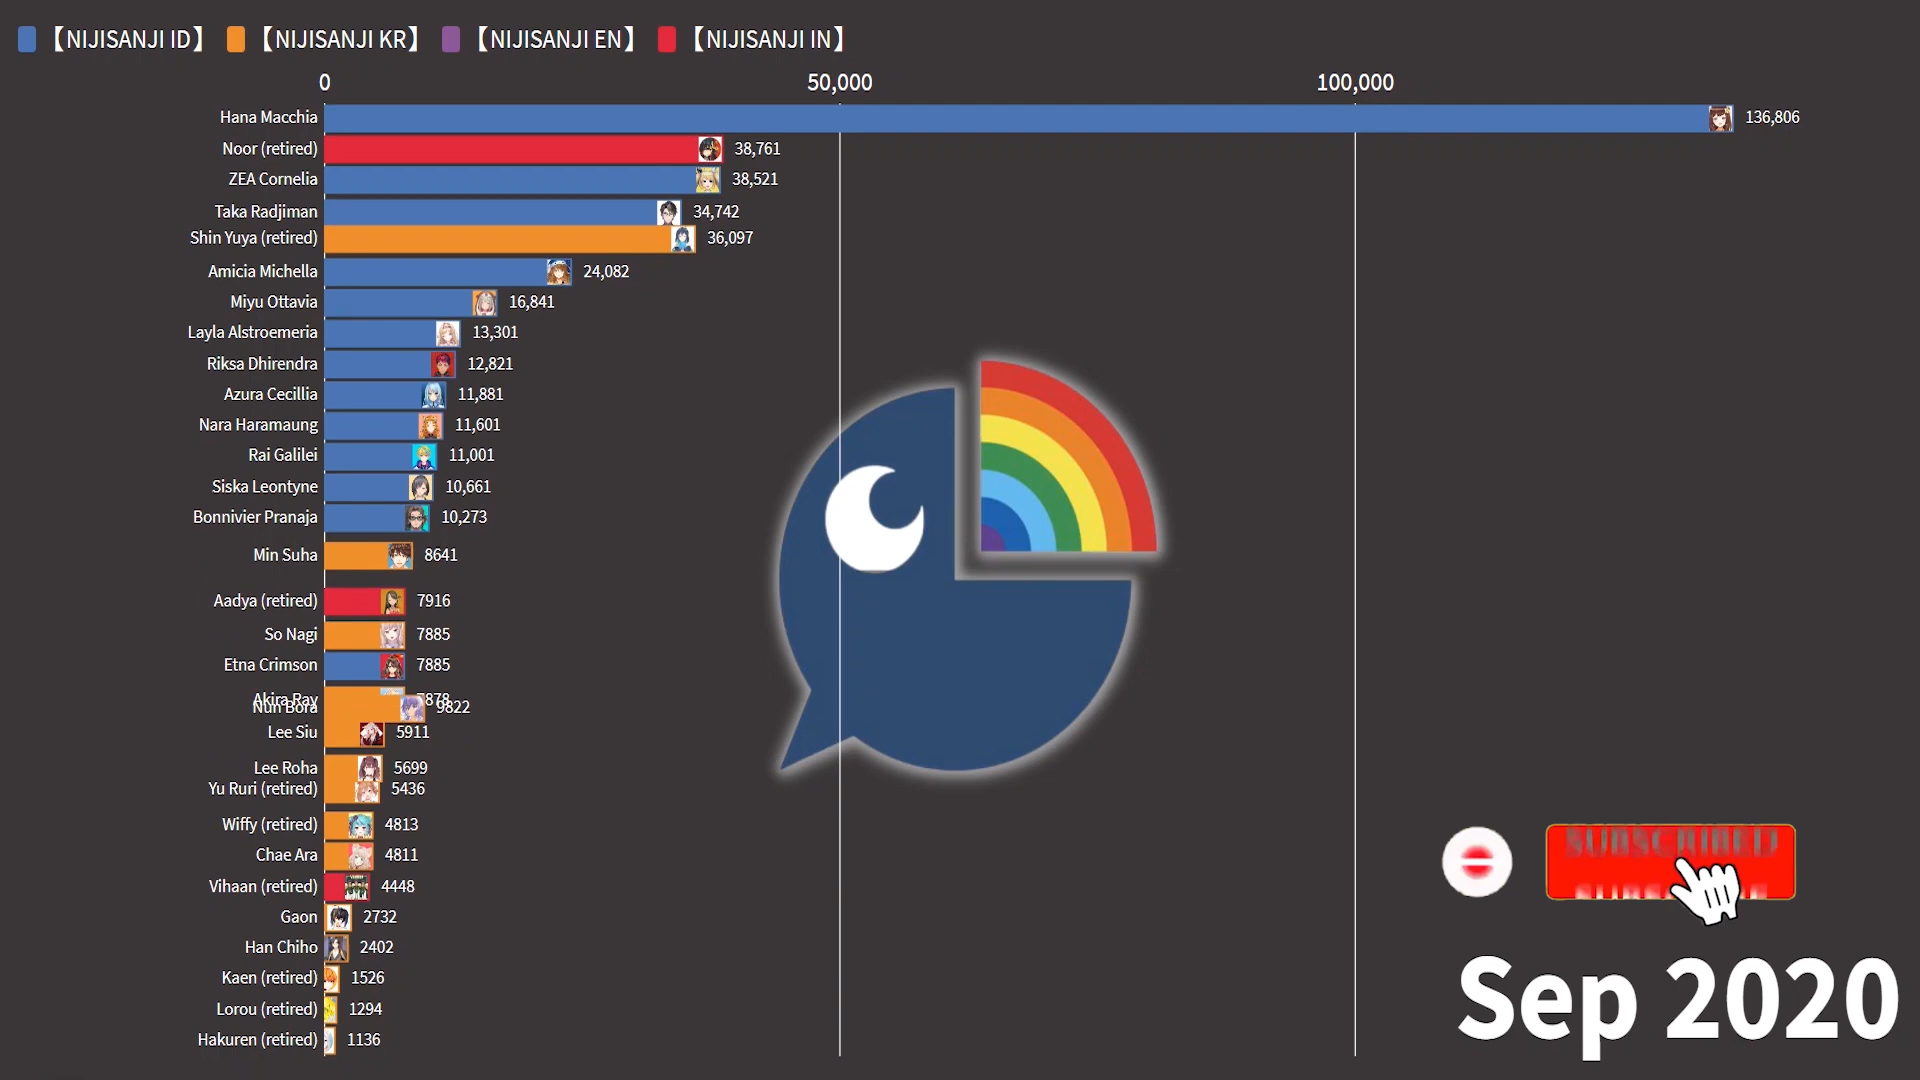 【NIJISANJI ID】 【NIJISANJI KR】 【NIJISANJI EN】 【NIJISANJI IN】
0 50,000 100,000
Hana Macchia 136,806
Noor (retired) 38,761
ZEA Cornelia 38,521
Taka Radjiman 34,742
Shin Yuya (retired) 36,097
Amicia Michella 24,082
Miyu Ottavia 16,841
Layla Alstroemeria 13,301
Riksa Dhirendra 12,821
Azura Cecillia 11,881
Nara Haramaung 11,601
Rai Galilei 11,001
Siska Leontyne 10,661
Bonnivier Pranaja 10,273
Min Suha 8641
Aadya (retired) 7916
So Nagi 7885
Etna Crimson 7885
Akira Ray 7878
Nun Bora 9822
Lee Siu 5911
Lee Roha 5699
Yu Ruri (retired) 5436
Wiffy (retired) 4813
Chae Ara 4811
Vihaan (retired) 4448
Gaon 2732
Han Chiho 2402
Kaen (retired) 1526
Lorou (retired) 1294
Hakuren (retired) 1136
SUBSCRIBED
Sep 2020